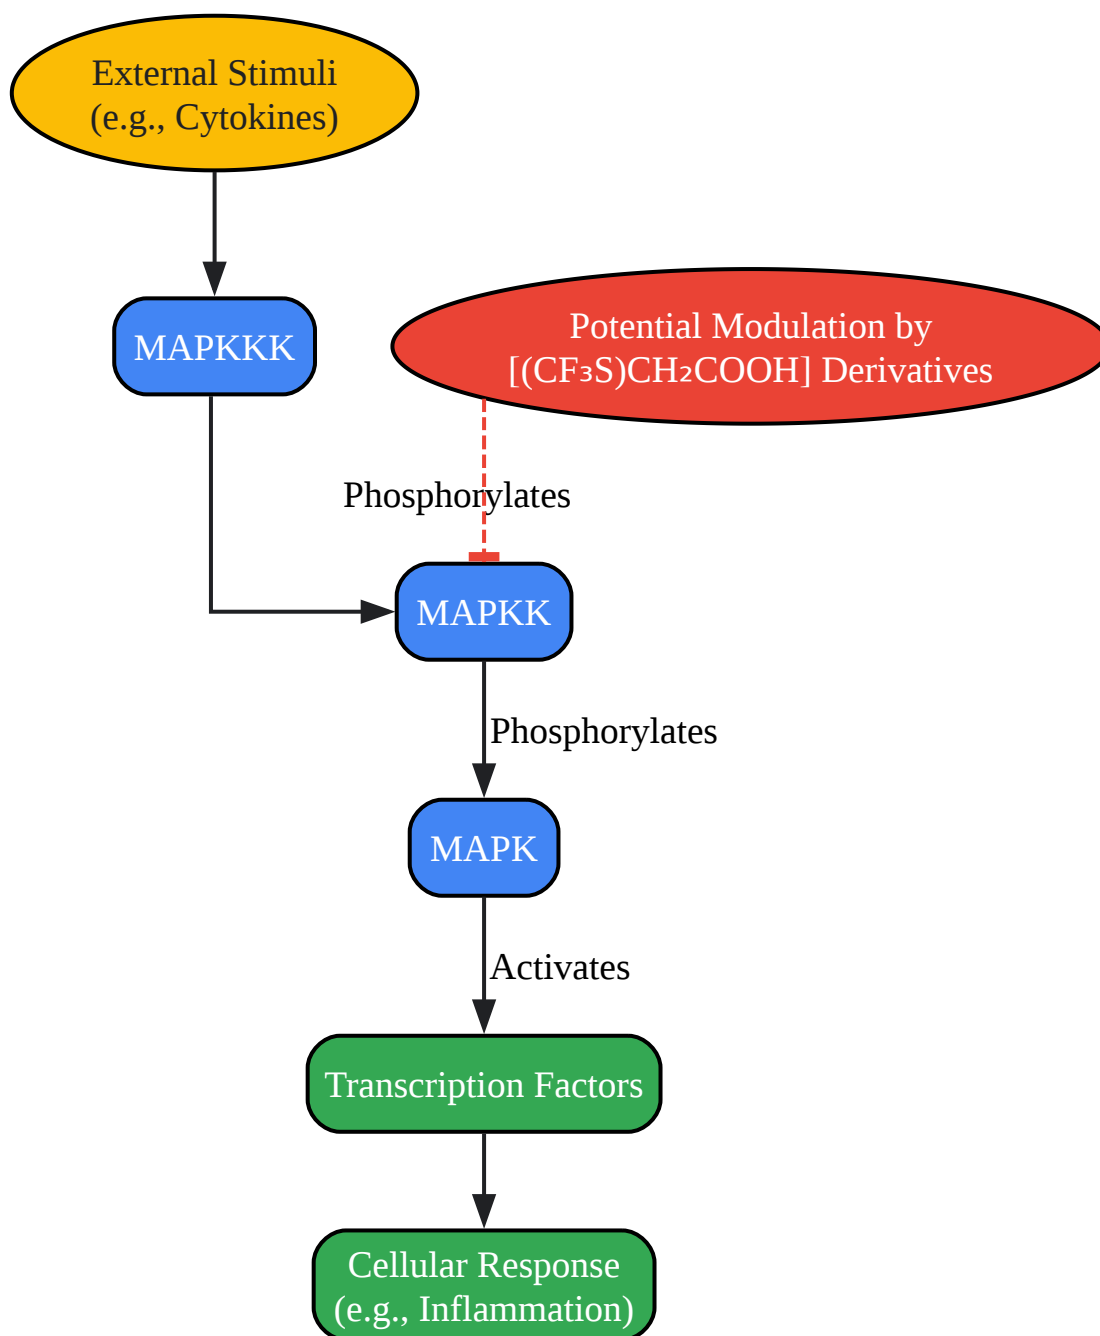 External Stimuli
(e.g., Cytokines)
MAPKKK
Potential Modulation by
[(CF₃S)CH₂COOH] Derivatives
Phosphorylates
MAPKK
Phosphorylates
MAPK
Activates
Transcription Factors
Cellular Response
(e.g., Inflammation)